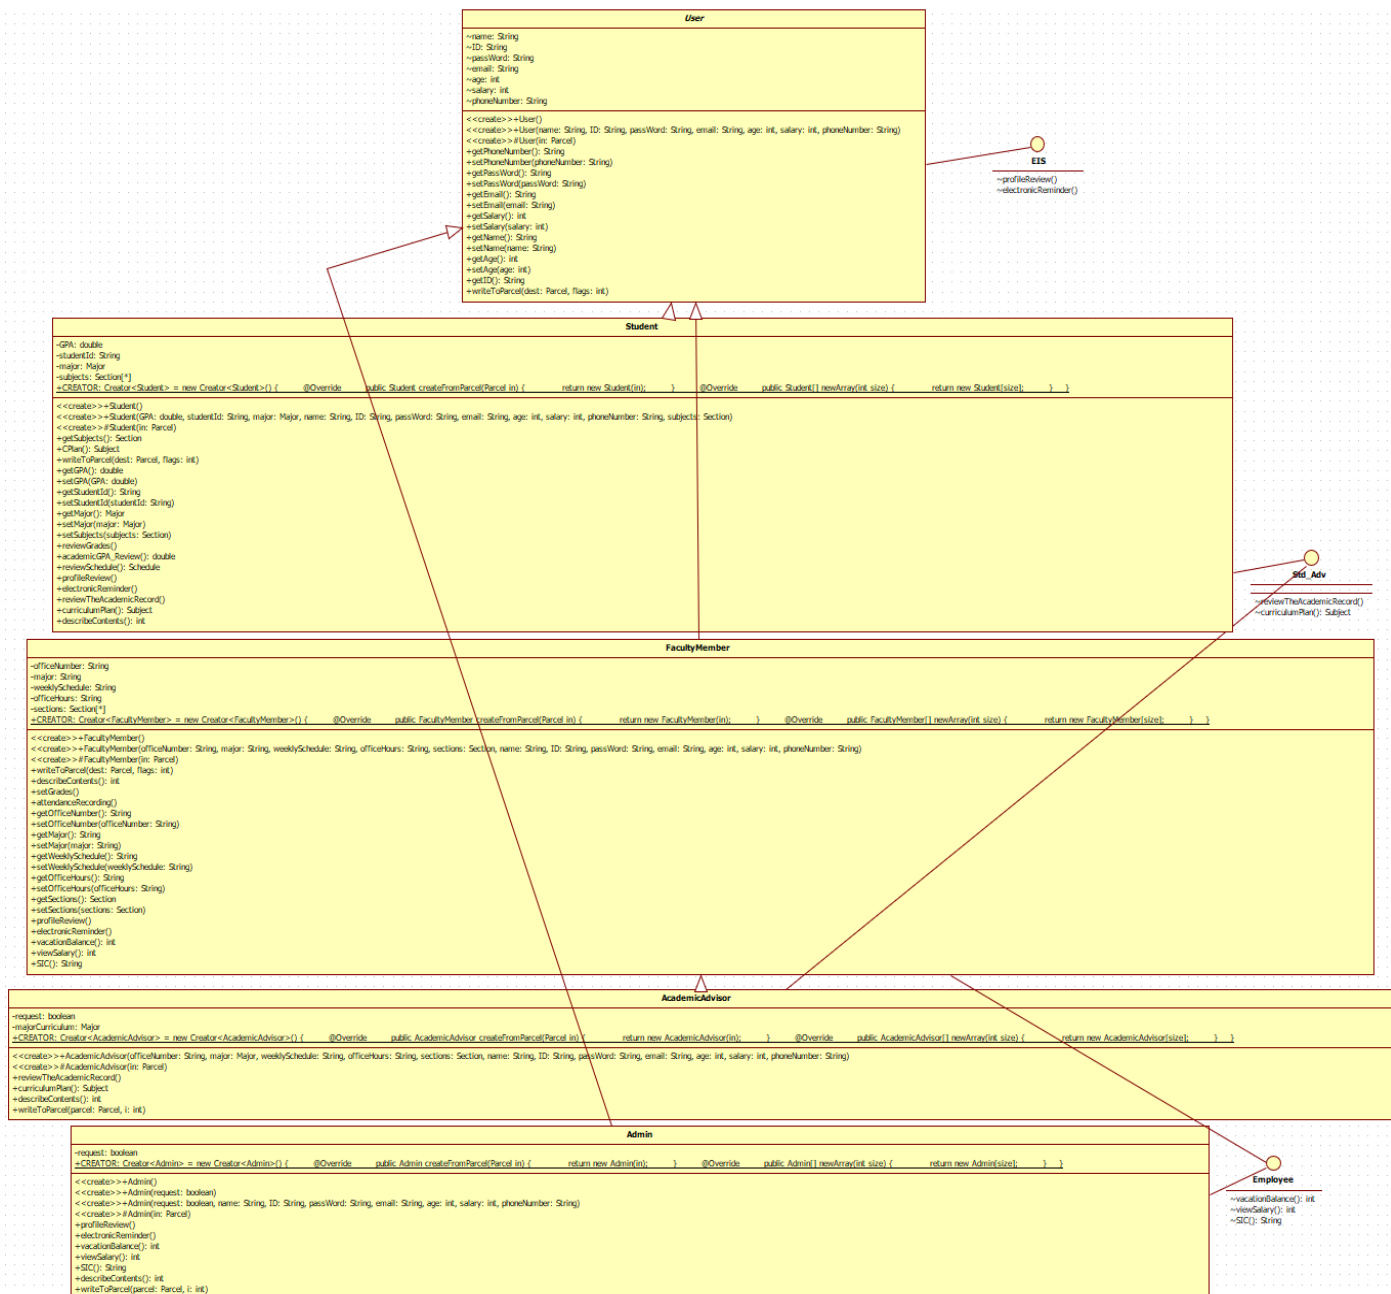 User
~name: String
~ID: String
~passWord: String
~email: String
~age: int
~salary: int
~phoneNumber: String
<<create>>+User()
<<create>>+User(name: String, ID: String, passWord: String, email: String, age: int, salary: int, phoneNumber: String)
<<create>>#User(in: Parcel)
+getPhoneNumber(): String
+setPhoneNumber(phoneNumber: String)
+getPassWord(): String
+setPassWord(passWord: String)
+getEmail(): String
+setEmail(email: String)
+getSalary(): int
+setSalary(salary: int)
+getName(): String
+setName(name: String)
+getAge(): int
+setAge(age: int)
+getID(): String
+writeToParcel(dest: Parcel, flags: int)
EIS
~profileReview()
~electronicReminder()
Student
-GPA: double
-studentId: String
-major: Major
-subjects: Section[*]
+CREATOR: Creator<Student> = new Creator<Student>() { @Override public Student createFromParcel(Parcel in) { return new Student(in); } @Override public Student[] newArray(int size) { return new Student[size]; } }
<<create>>+Student()
<<create>>+Student(GPA: double, studentId: String, major: Major, name: String, ID: String, passWord: String, email: String, age: int, salary: int, phoneNumber: String, subjects: Section)
<<create>>#Student(in: Parcel)
+getSubjects(): Section
+CPlan(): Subject
+writeToParcel(dest: Parcel, flags: int)
+getGPA(): double
+setGPA(GPA: double)
+getStudentId(): String
+setStudentId(studentId: String)
+getMajor(): Major
+setMajor(major: Major)
+setSubjects(subjects: Section)
+reviewGrades()
+academicGPA_Review(): double
+reviewSchedule(): Schedule
+profileReview()
+electronicReminder()
+reviewTheAcademicRecord()
+curriculumPlan(): Subject
+describeContents(): int
Std_Adv
~reviewTheAcademicRecord()
~curriculumPlan(): Subject
FacultyMember
-officeNumber: String
-major: String
-weeklySchedule: String
-officeHours: String
-sections: Section[*]
+CREATOR: Creator<FacultyMember> = new Creator<FacultyMember>() { @Override public FacultyMember createFromParcel(Parcel in) { return new FacultyMember(in); } @Override public FacultyMember[] newArray(int size) { return new FacultyMember[size]; } }
<<create>>+FacultyMember()
<<create>>+FacultyMember(officeNumber: String, major: String, weeklySchedule: String, officeHours: String, sections: Section, name: String, ID: String, passWord: String, email: String, age: int, salary: int, phoneNumber: String)
<<create>>#FacultyMember(in: Parcel)
+writeToParcel(dest: Parcel, flags: int)
+describeContents(): int
+setGrades()
+attendanceRecording()
+getOfficeNumber(): String
+setOfficeNumber(officeNumber: String)
+getMajor(): String
+setMajor(major: String)
+getWeeklySchedule(): String
+setWeeklySchedule(weeklySchedule: String)
+getOfficeHours(): String
+setOfficeHours(officeHours: String)
+getSections(): Section
+setSections(sections: Section)
+profileReview()
+electronicReminder()
+vacationBalance(): int
+viewSalary(): int
+SIC(): String
AcademicAdvisor
-request: boolean
-majorCurriculum: Major
+CREATOR: Creator<AcademicAdvisor> = new Creator<AcademicAdvisor>() { @Override public AcademicAdvisor createFromParcel(Parcel in) { return new AcademicAdvisor(in); } @Override public AcademicAdvisor[] newArray(int size) { return new AcademicAdvisor[size]; } }
<<create>>+AcademicAdvisor(officeNumber: String, major: Major, weeklySchedule: String, officeHours: String, sections: Section, name: String, ID: String, passWord: String, email: String, age: int, salary: int, phoneNumber: String)
<<create>>#AcademicAdvisor(in: Parcel)
+reviewTheAcademicRecord()
+curriculumPlan(): Subject
+describeContents(): int
+writeToParcel(parcel: Parcel, i: int)
Admin
-request: boolean
+CREATOR: Creator<Admin> = new Creator<Admin>() { @Override public Admin createFromParcel(Parcel in) { return new Admin(in); } @Override public Admin[] newArray(int size) { return new Admin[size]; } }
<<create>>+Admin()
<<create>>+Admin(request: boolean)
<<create>>+Admin(request: boolean, name: String, ID: String, passWord: String, email: String, age: int, salary: int, phoneNumber: String)
<<create>>#Admin(in: Parcel)
+profileReview()
+electronicReminder()
+vacationBalance(): int
+viewSalary(): int
+SIC(): String
+describeContents(): int
+writeToParcel(parcel: Parcel, i: int)
Employee
~vacationBalance(): int
~viewSalary(): int
~SIC(): String